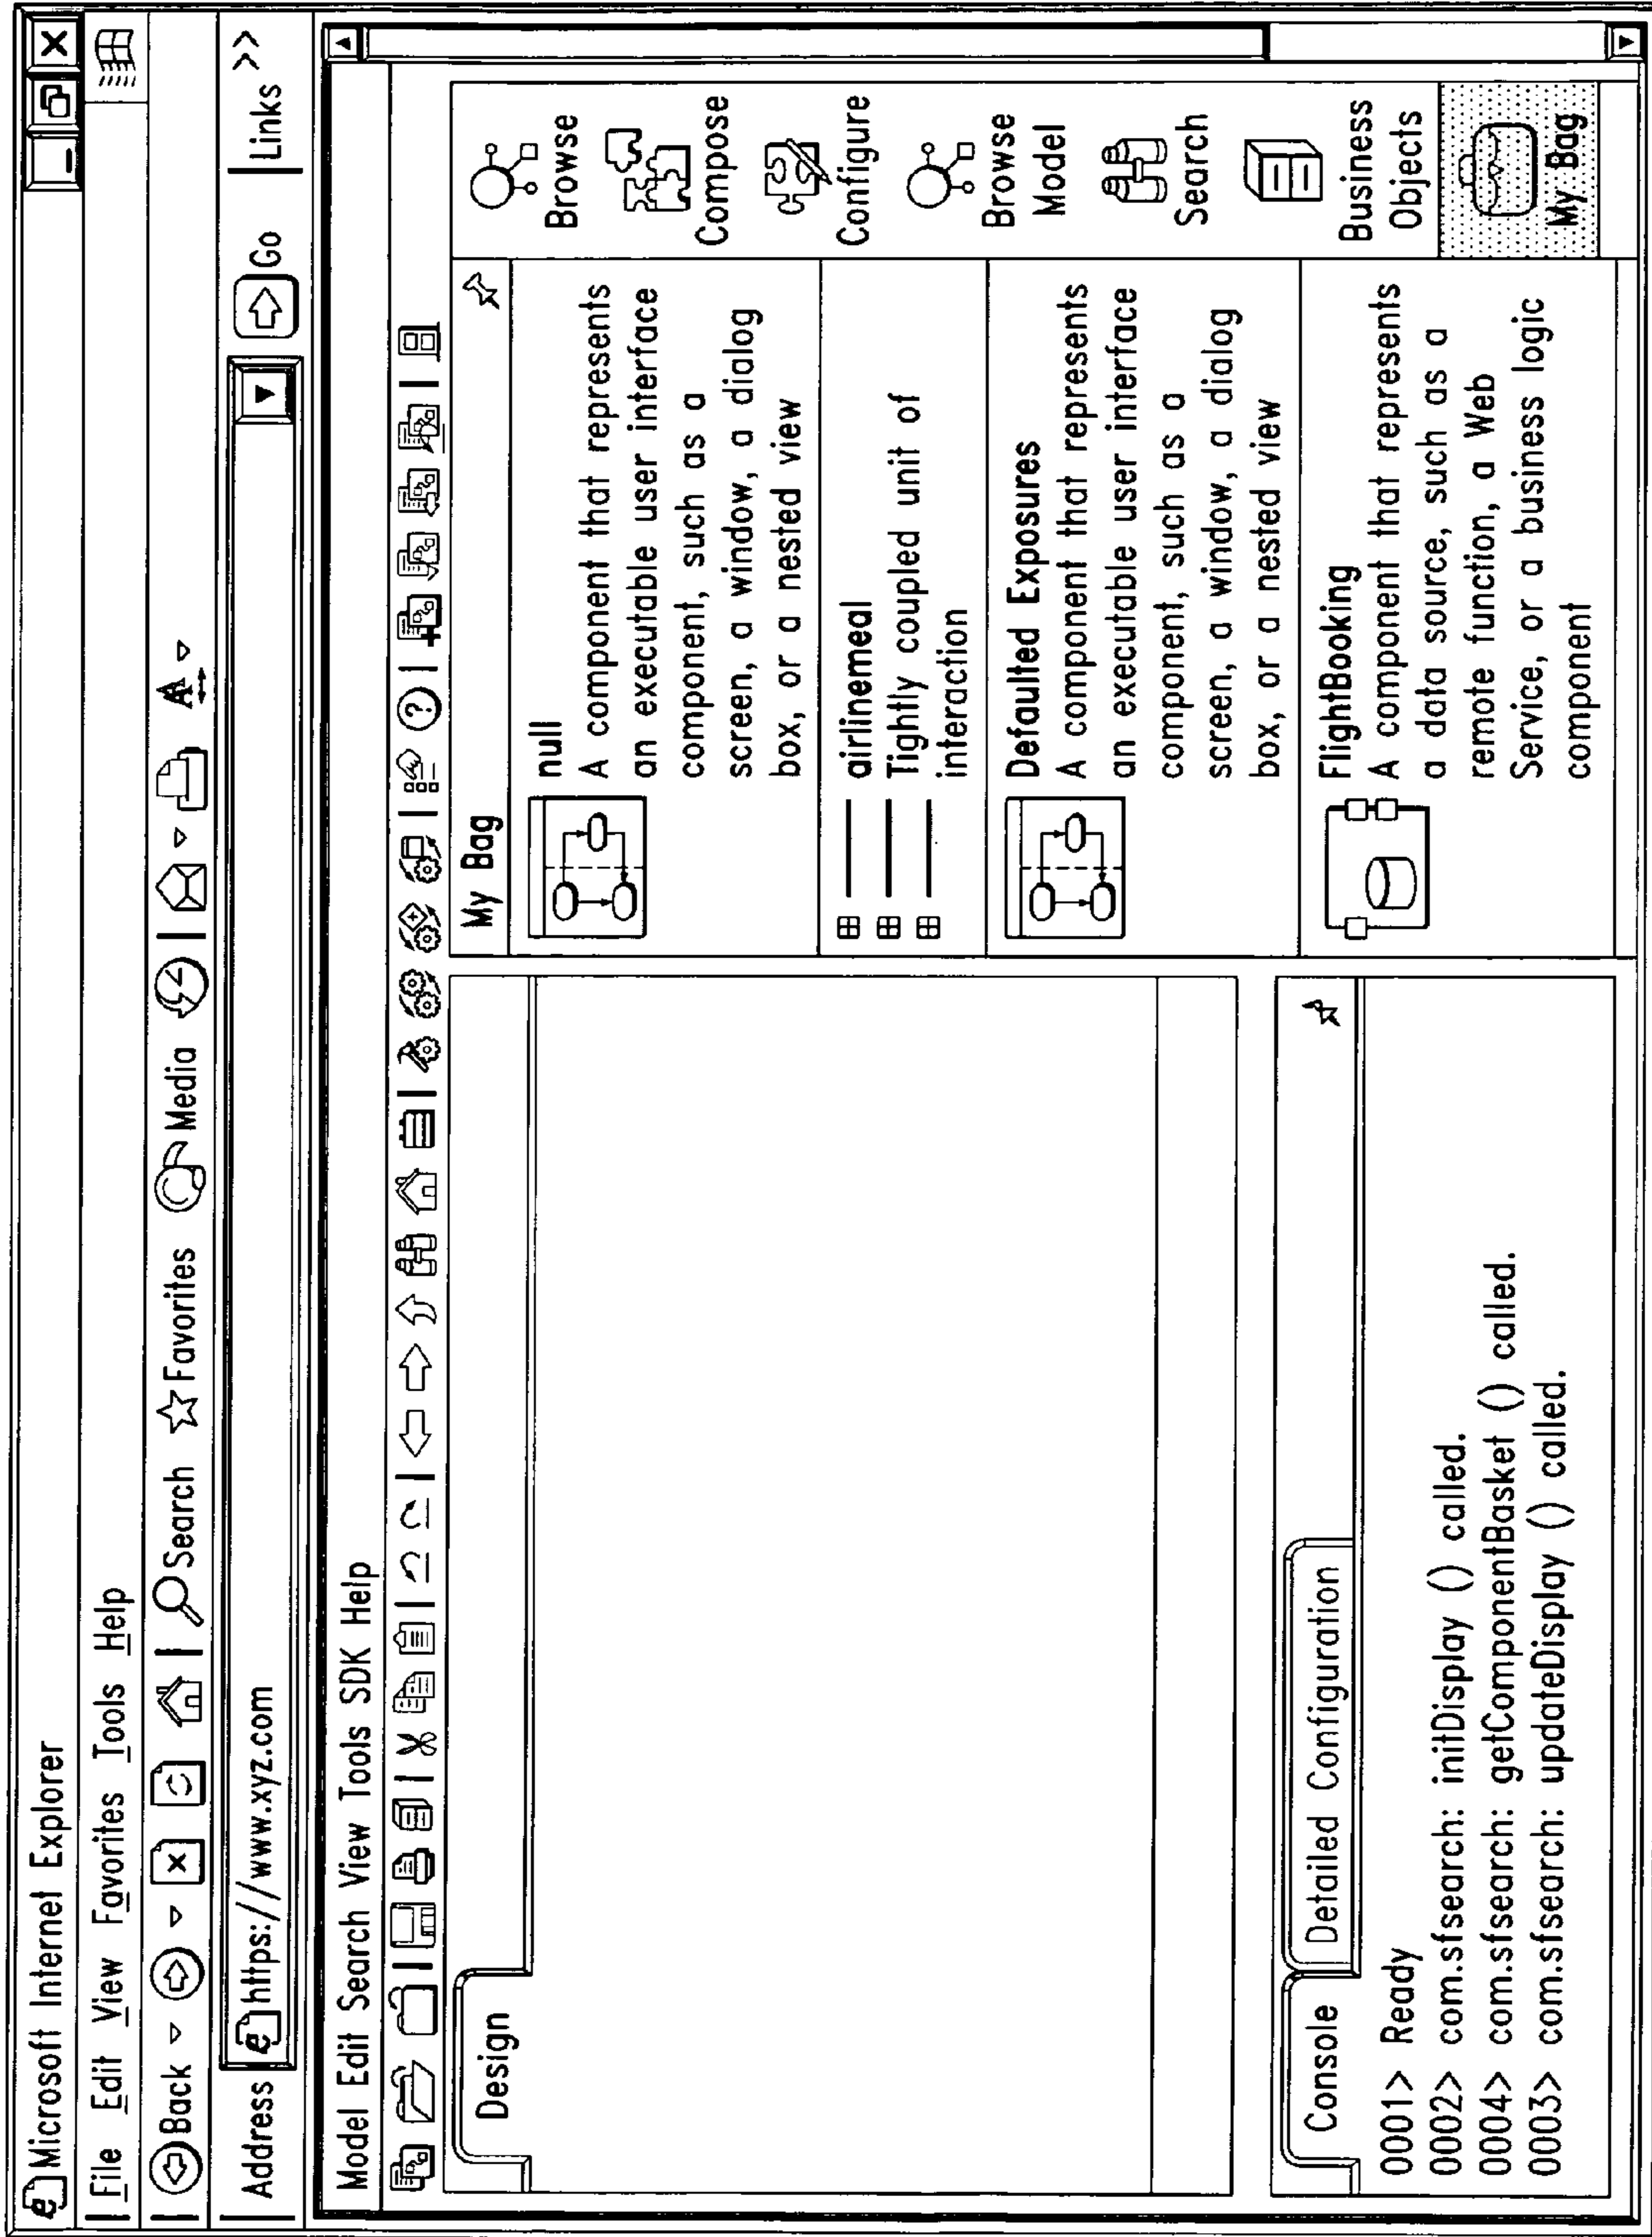 Microsoft Internet Explorer
File Edit View Favorites Tools Help
Back Search Favorites Media
Address https://www.xyz.com Go Links >>
Model Edit Search View Tools SDK Help
Design
My Bag
null
A component that represents
an executable user interface
component, such as a
screen, a window, a dialog
box, or a nested view
airlinemeal
Tightly coupled unit of
interaction
Defaulted Exposures
A component that represents
an executable user interface
component, such as a
screen, a window, a dialog
box, or a nested view
FlightBooking
A component that represents
a data source, such as a
remote function, a Web
Service, or a business logic
component
Browse
Compose
Configure
Browse
Model
Search
Business
Objects
My Bag
Console Detailed Configuration
0001> Ready
0002> com.sfsearch: initDisplay () called.
0004> com.sfsearch: getComponentBasket () called.
0003> com.sfsearch: updateDisplay () called.